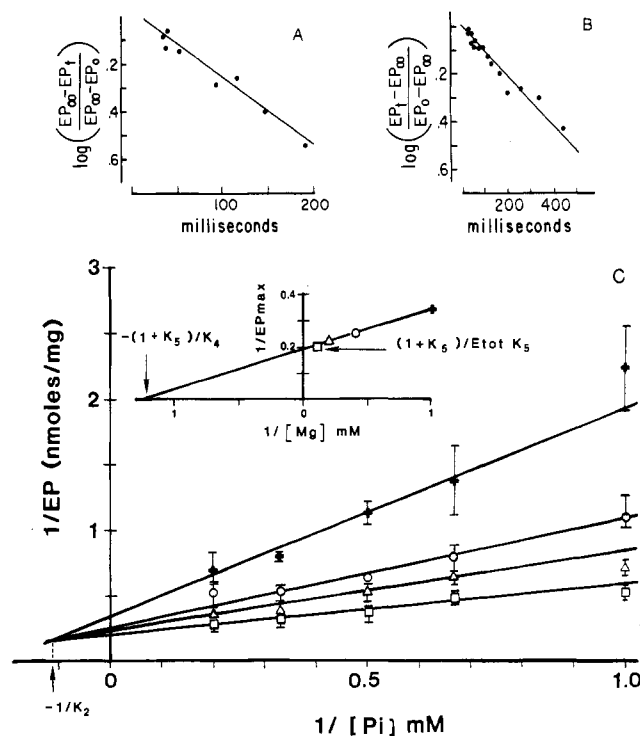 A
log(EP∞-EPt / EP∞-EPo)
.2
.4
.6
100
200
milliseconds
B
log(EPt-EP∞ / EPo-EP∞)
.2
.4
.6
200
400
milliseconds
C
1/EP (nmoles/mg)
3
2
1
0
0.5
1.0
1/ [Pi] mM
-1/K2
1/EPmax
0.4
0.2
0
1
0
1
1/[Mg] mM
-(1+K5)/K4
(1+K5)/Etot K5